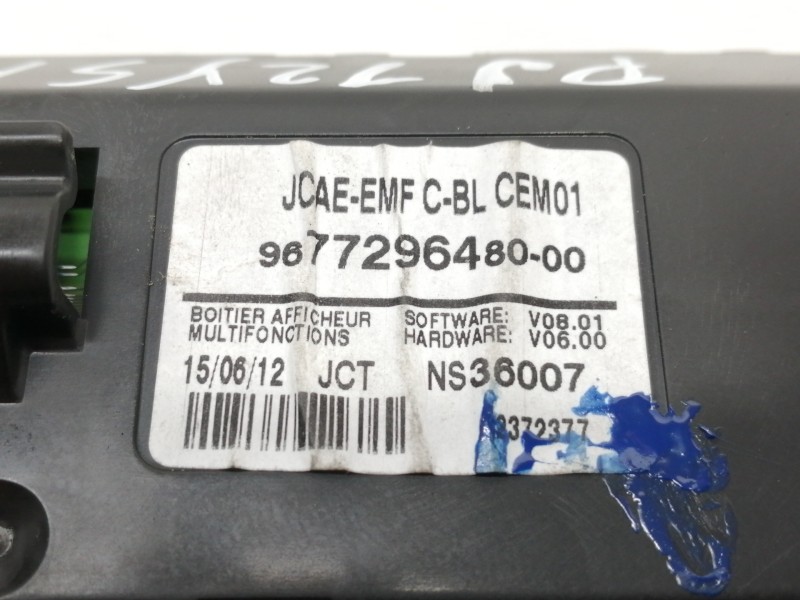 JCAE-EMF C-BL CEM01
9677296480-00
BOITIER AFFICHEUR SOFTWARE: V08.01
MULTIFONCTIONS HARDWARE: V06.00
15/06/12 JCT NS36007